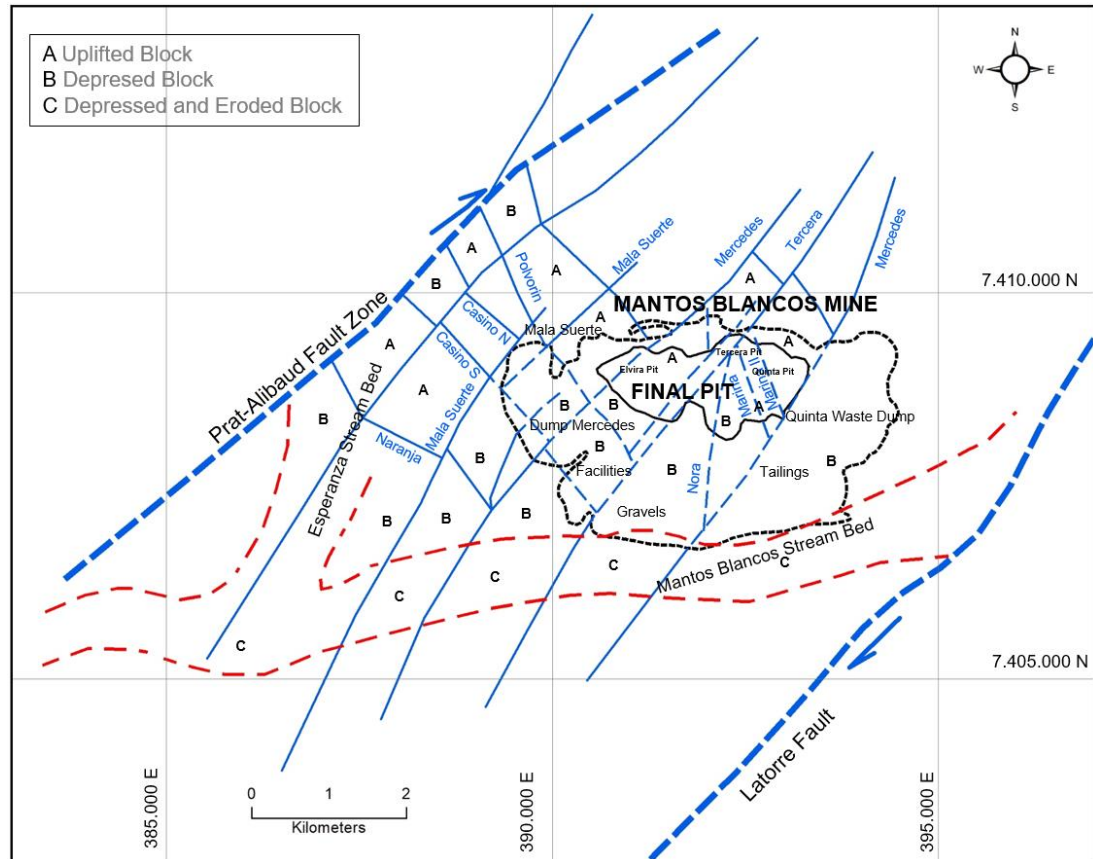 A Uplifted Block
B Depresed Block
C Depressed and Eroded Block
N
W
E
S
B
A
B
A
Polvorin
Mala Suerte
Mercedes
Tercera
Mercedes
A
7.410.000 N
MANTOS BLANCOS MINE
Prat-Alibaud Fault Zone
Casino N
Casino S
Mala Suerte
A
A
A
A
Tercera Pit
Elvira Pit
Quinta Pit
FINAL PIT
Marina
Marina II
A
A
B
B
B
B
Quinta Waste Dump
Dump Mercedes
Esperanza Stream Bed
Naranja
Mala Suerte
B
B
Facilities
B
Nora
Tailings
B
Gravels
B
B
B
Mantos Blancos Stream Bed
C
C
C
C
C
7.405.000 N
Latorre Fault
385.000 E
390.000 E
395.000 E
0
1
2
Kilometers